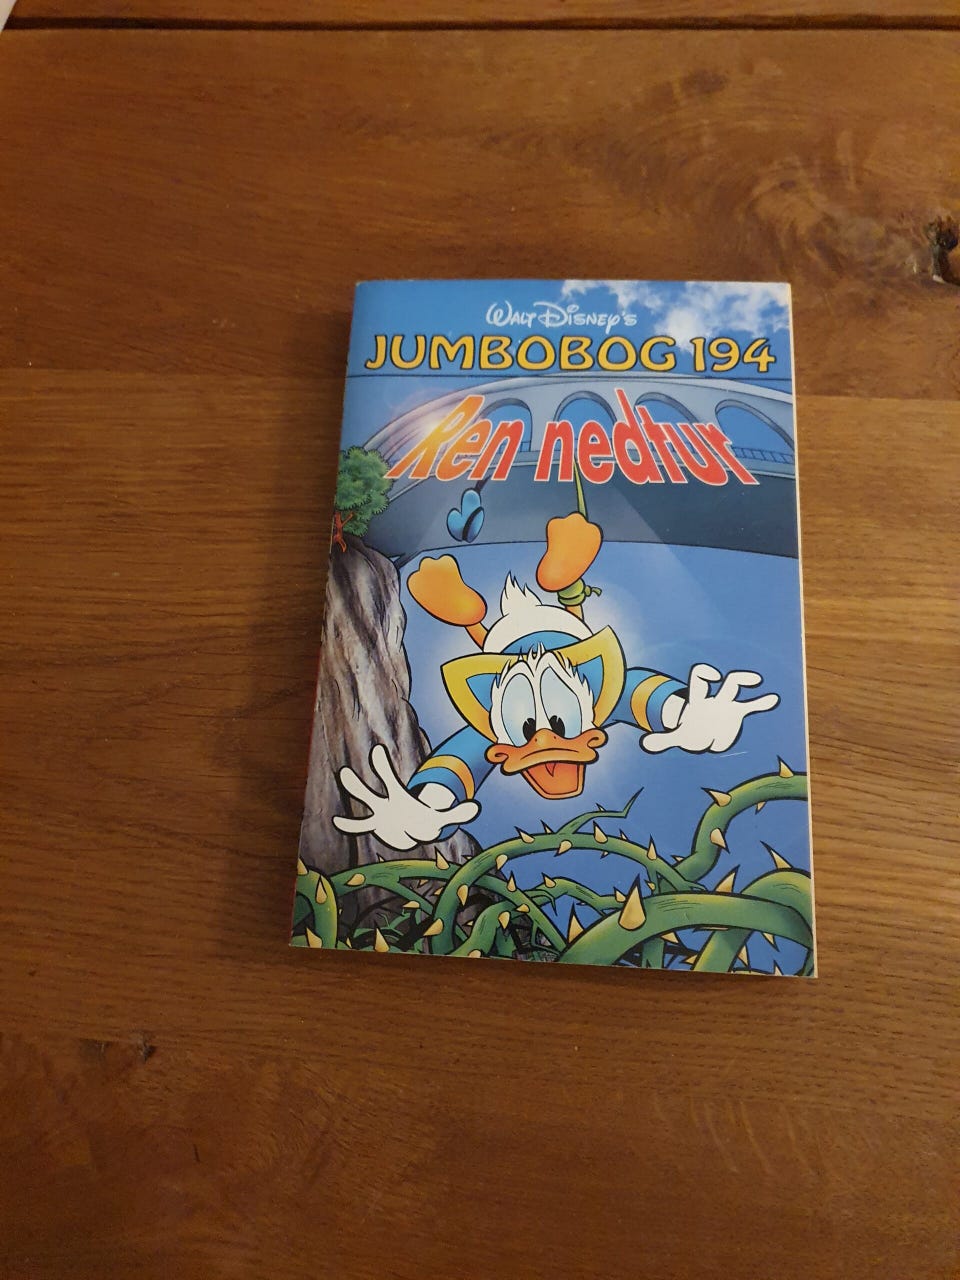 Walt Disney's
JUMBOBOG 194
Ren nedtur